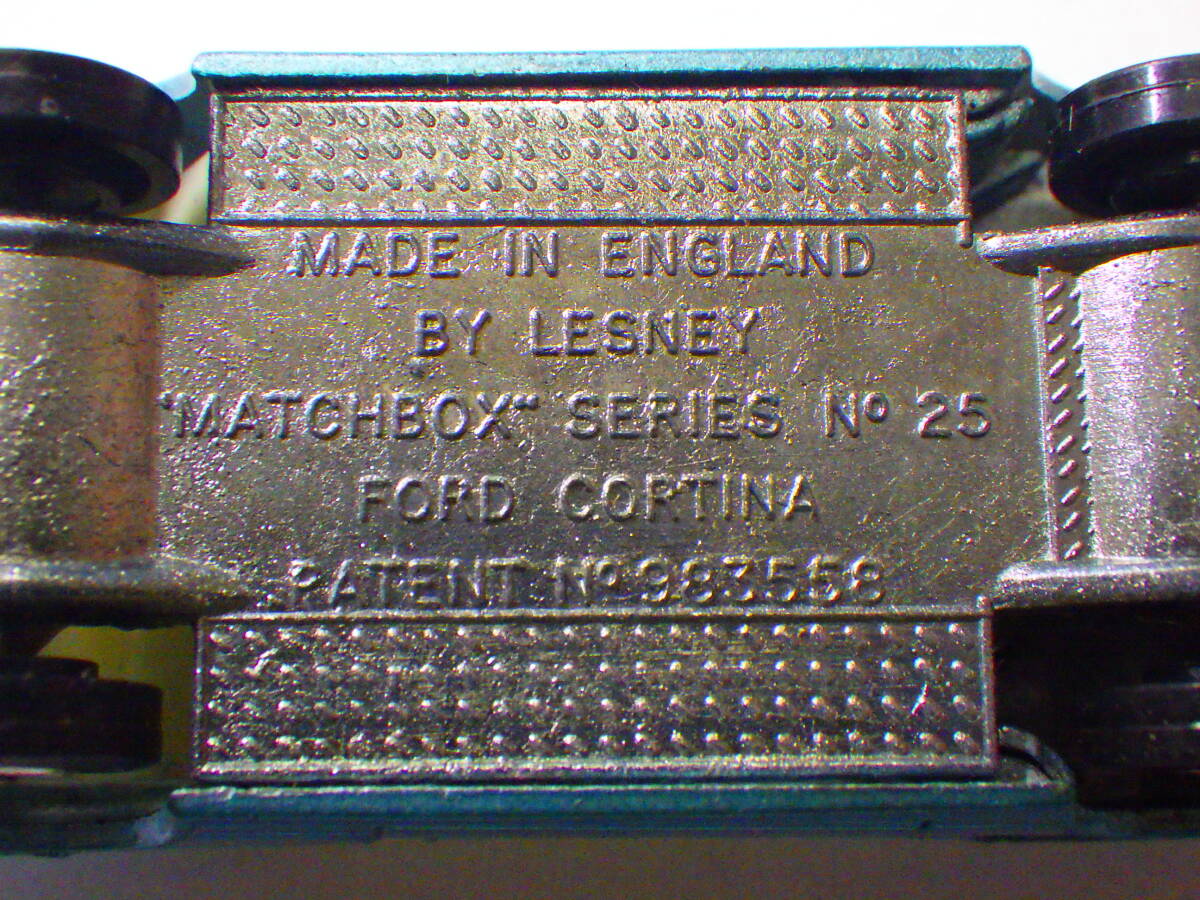 MADE IN ENGLAND
BY LESNEY
"MATCHBOX" SERIES Nº 25
FORD CORTINA
PATENT Nº 983558